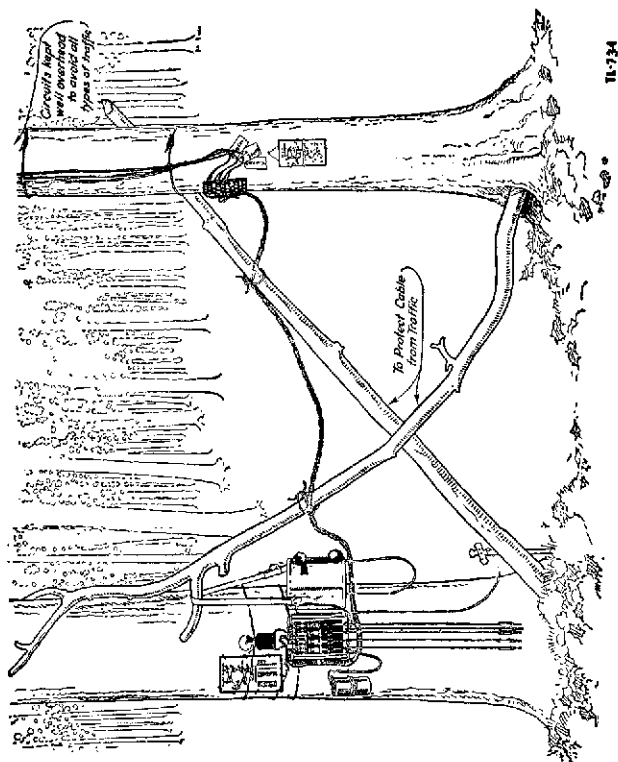 Circuits kept
well overhead
to avoid all
types of traffic.
To Protect Cable
from Traffic
TL-734